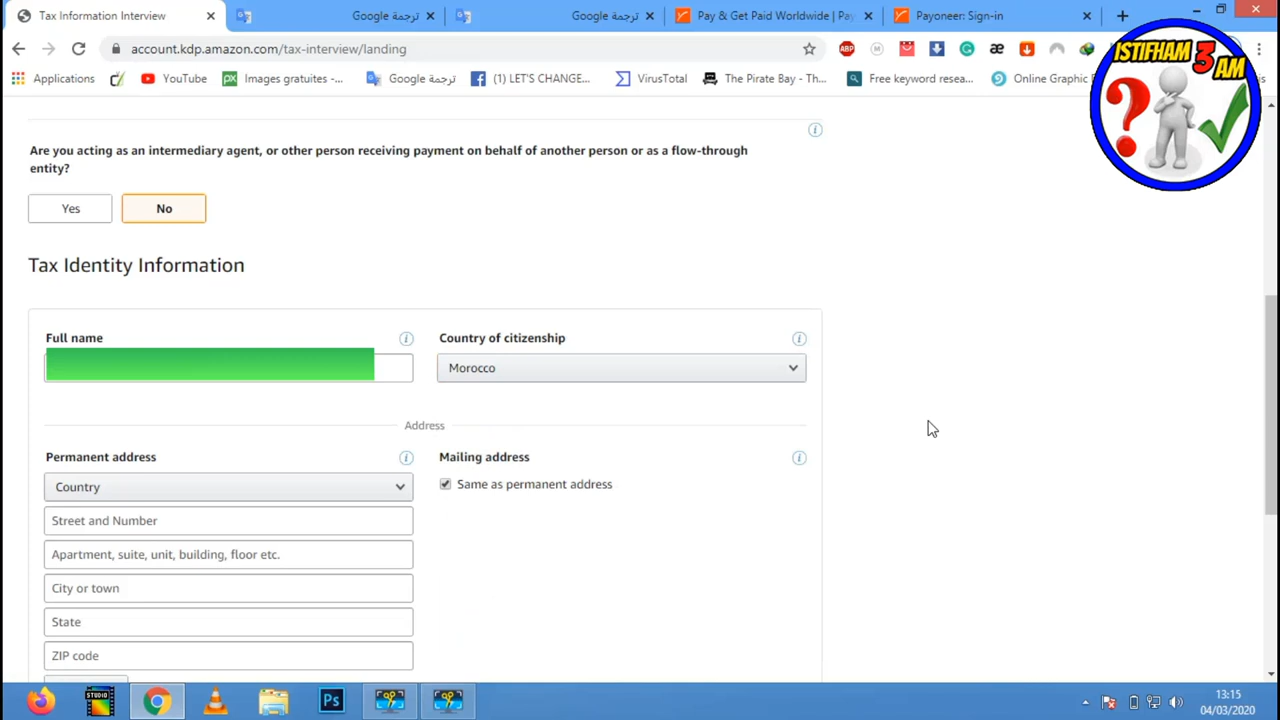 Tax Information Interview
ترجمة Google
ترجمة Google
Pay & Get Paid Worldwide | Pay
Payoneer: Sign-in
account.kdp.amazon.com/tax-interview/landing
ABP
M
æ
Applications
YouTube
px
Images gratuites -...
ترجمة Google
(1) LET'S CHANGE...
VirusTotal
The Pirate Bay - Th...
Free keyword resea...
Online Graphic
ISTIFHAM 3 AM
Are you acting as an intermediary agent, or other person receiving payment on behalf of another person or as a flow-through
entity?
Yes
No
Tax Identity Information
Full name
Country of citizenship
Morocco
Address
Permanent address
Mailing address
Country
Same as permanent address
Street and Number
Apartment, suite, unit, building, floor etc.
City or town
State
ZIP code
STUDIO
Ps
13:15
04/03/2020